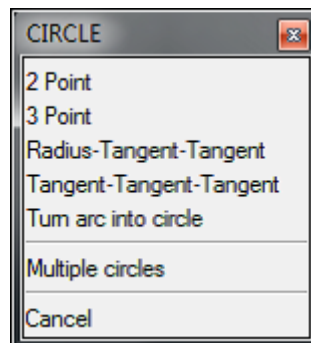 CIRCLE
2 Point
3 Point
Radius-Tangent-Tangent
Tangent-Tangent-Tangent
Turn arc into circle
Multiple circles
Cancel